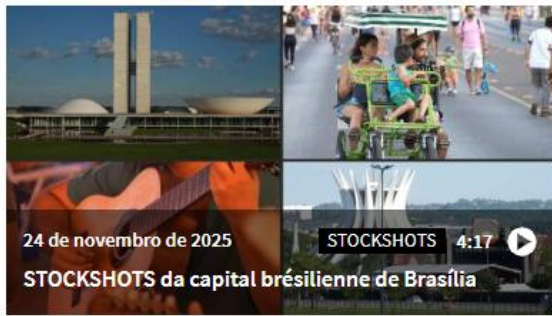 24 de novembro de 2025
STOCKSHOTS 4:17
STOCKSHOTS da capital brésilienne de Brasília